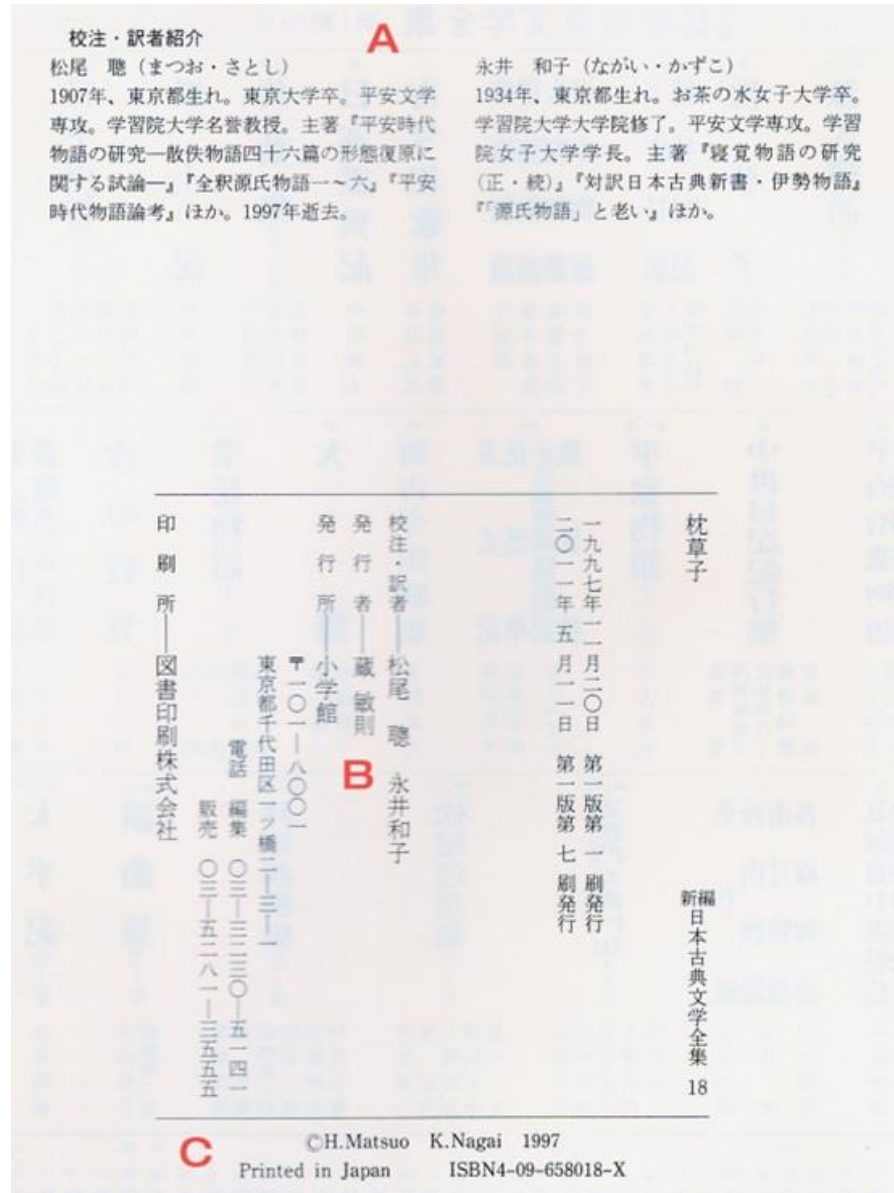 A
校注・訳者紹介
松尾 聰（まつお・さとし）
1907年、東京都生れ。東京大学卒。平安文学
専攻。学習院大学名誉教授。主著『平安時代
物語の研究―散佚物語四十六篇の形態復原に
関する試論―』『全釈源氏物語一～六』『平安
時代物語論考』ほか。1997年逝去。
永井 和子（ながい・かずこ）
1934年、東京都生れ。お茶の水女子大学卒。
学習院大学大学院修了。平安文学専攻。学習
院女子大学学長。主著『寝覚物語の研究
（正・続）』『対訳日本古典新書・伊勢物語』
『「源氏物語」と老い』ほか。
枕草子
新編日本古典文学全集 18
一九九七年一一月二〇日 第一版第一刷発行
二〇一一年五月一一日 第一版第七刷発行
校注・訳者――松尾 聰 永井和子
発行者――蔵 敏則
B
発行所――小学館
〒一〇一―八〇〇一
東京都千代田区一ツ橋二―三―一
電話 編集 〇三―三二三〇―五一四一
販売 〇三―五二八一―三五五五
印刷所――図書印刷株式会社
C
©H.Matsuo K.Nagai 1997
Printed in Japan ISBN4-09-658018-X